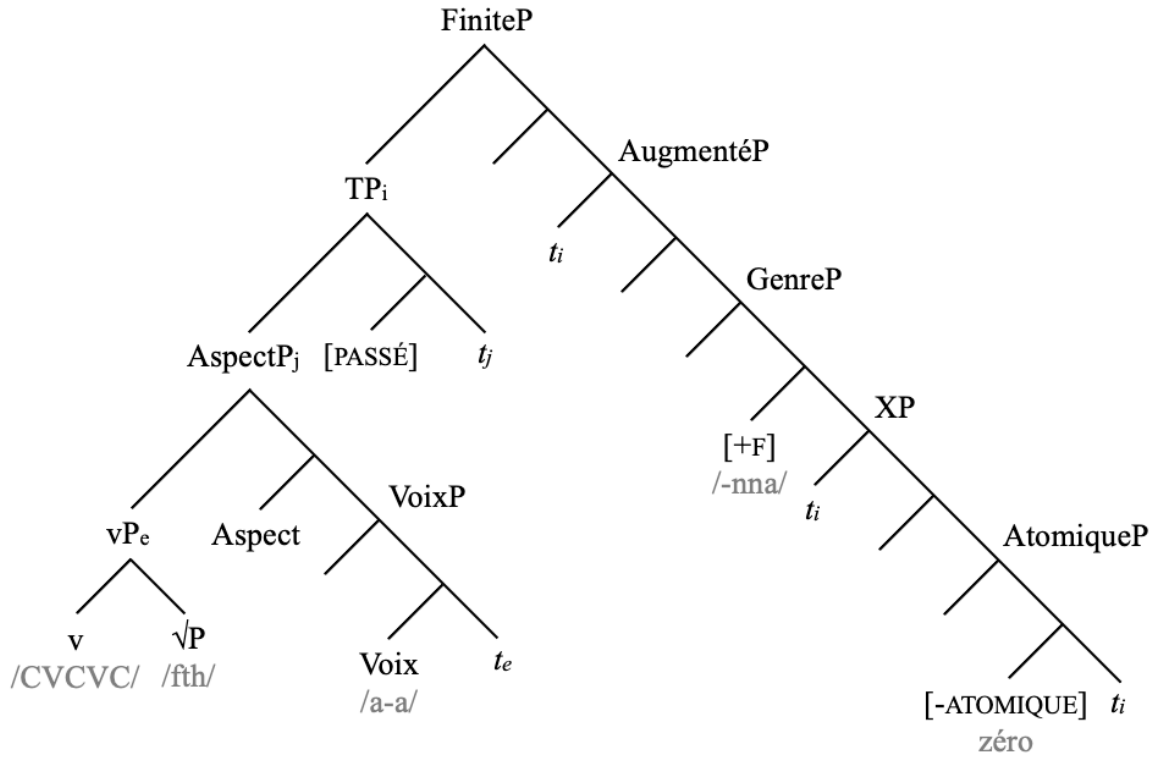 FiniteP
AugmentéP
TPi
ti
GenreP
AspectPj [PASSÉ] tj
XP
[+F]
/-nna/
ti
VoixP
vPe Aspect
AtomiqueP
v √P
/CVCVC/ /fth/
Voix te
/a-a/
[-ATOMIQUE] ti
zéro